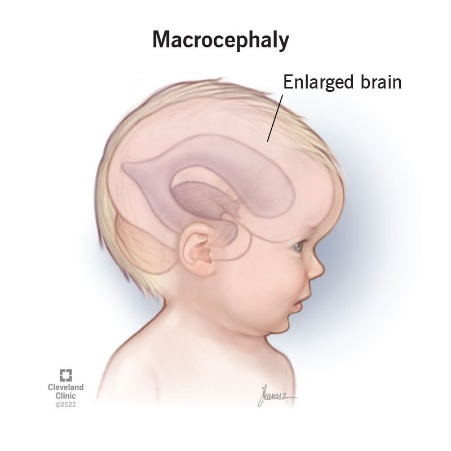 Macrocephaly
Enlarged brain
Cleveland
Clinic
©2022